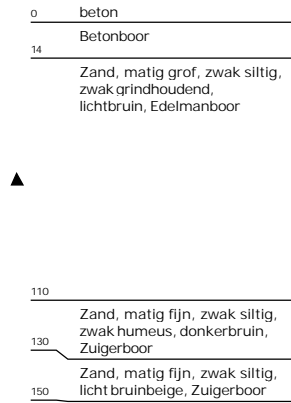 0 beton
Betonboor
14
Zand, matig grof, zwak siltig,
zwak grindhoudend,
lichtbruin, Edelmanboor
110
Zand, matig fijn, zwak siltig,
zwak humeus, donkerbruin,
130
Zuigerboor
Zand, matig fijn, zwak siltig,
150 licht bruinbeige, Zuigerboor